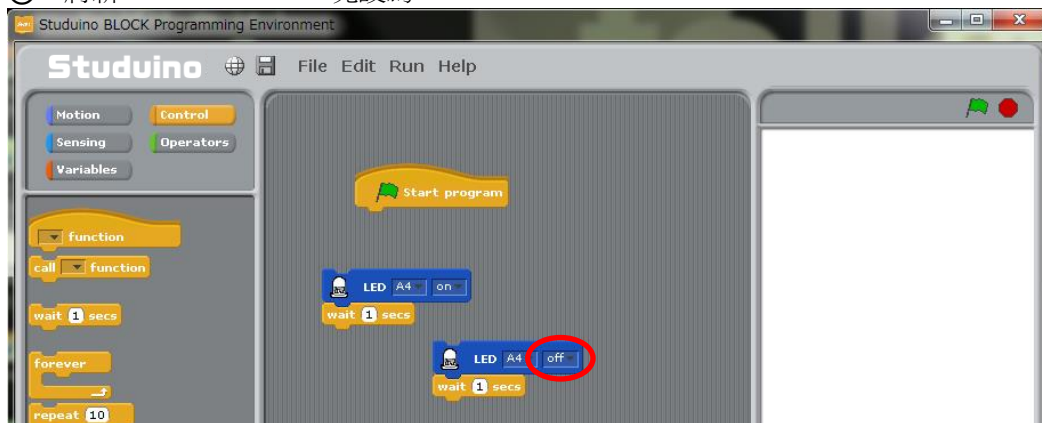 Studuino BLOCK Programming Environment
Studuino File Edit Run Help
Motion Control
Sensing Operators
Variables
Start program
function
call function
LED A4 on
wait 1 secs
wait 1 secs
LED A4 off
forever
wait 1 secs
repeat 10